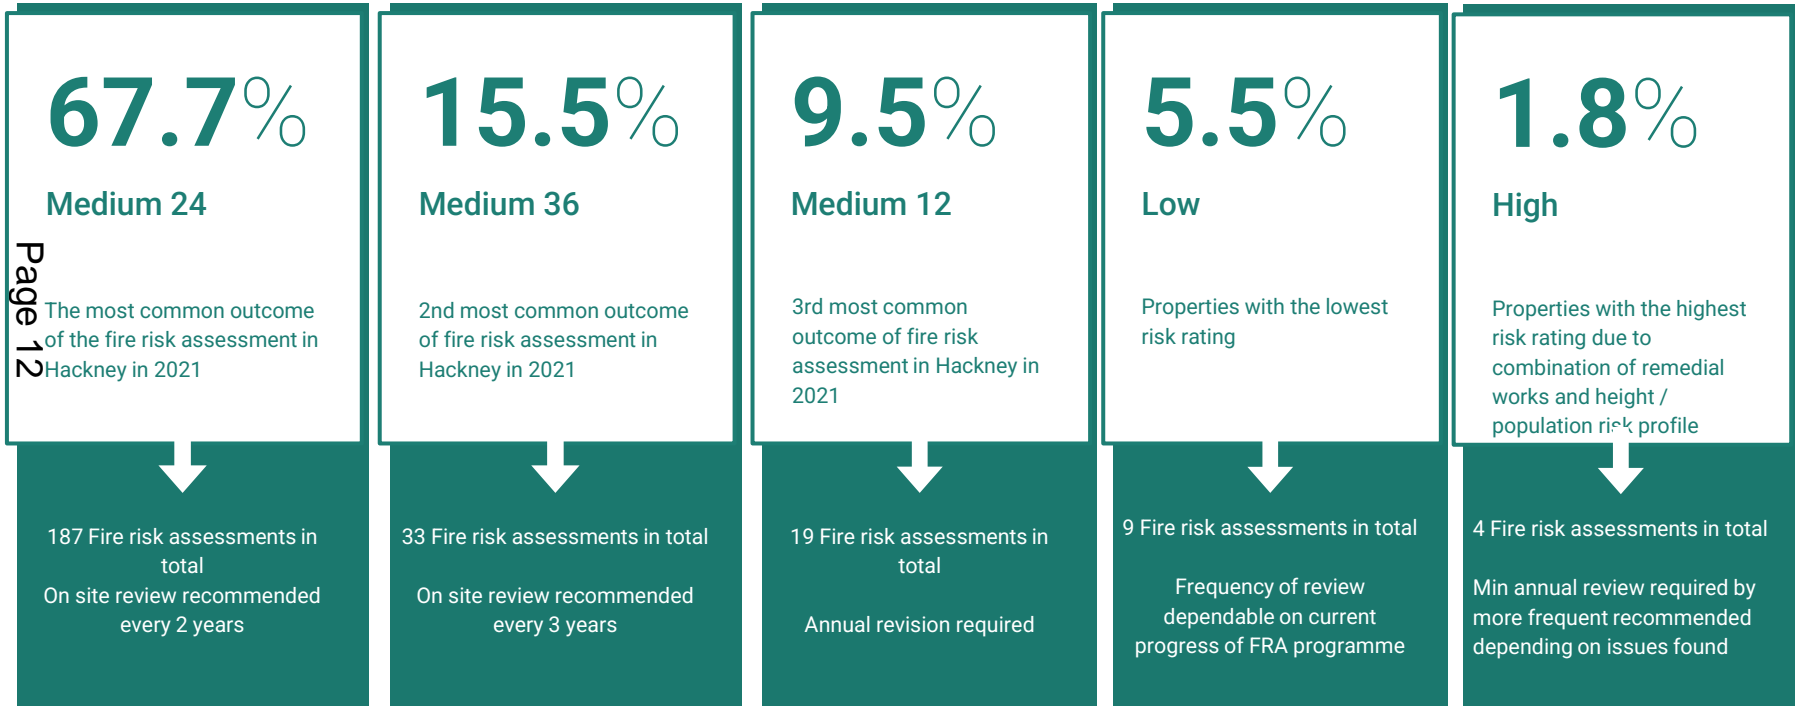 67.7%
Medium 24
The most common outcome
of the fire risk assessment in
Hackney in 2021
187 Fire risk assessments in
total
On site review recommended
every 2 years
15.5%
Medium 36
2nd most common outcome
of fire risk assessment in
Hackney in 2021
33 Fire risk assessments in total
On site review recommended
every 3 years
9.5%
Medium 12
3rd most common
outcome of fire risk
assessment in Hackney in
2021
19 Fire risk assessments in
total
Annual revision required
5.5%
Low
Properties with the lowest
risk rating
9 Fire risk assessments in total
Frequency of review
dependable on current
progress of FRA programme
1.8%
High
Properties with the highest
risk rating due to
combination of remedial
works and height /
population risk profile
4 Fire risk assessments in total
Min annual review required by
more frequent recommended
depending on issues found
Page 12